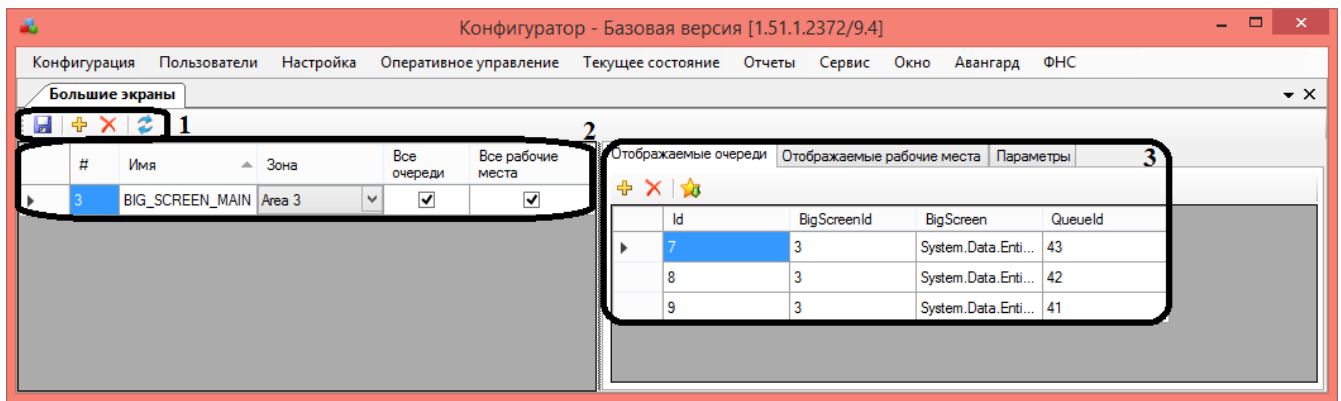 Конфигуратор - Базовая версия [1.51.1.2372/9.4]
Конфигурация Пользователи Настройка Оперативное управление Текущее состояние Отчеты Сервис Окно Авангард ФНС
Большие экраны
1
2
# Имя Зона Все очереди Все рабочие места
3 BIG_SCREEN_MAIN Area 3
Отображаемые очереди Отображаемые рабочие места Параметры 3
Id BigScreenId BigScreen QueueId
7 3 System.Data.Enti... 43
8 3 System.Data.Enti... 42
9 3 System.Data.Enti... 41